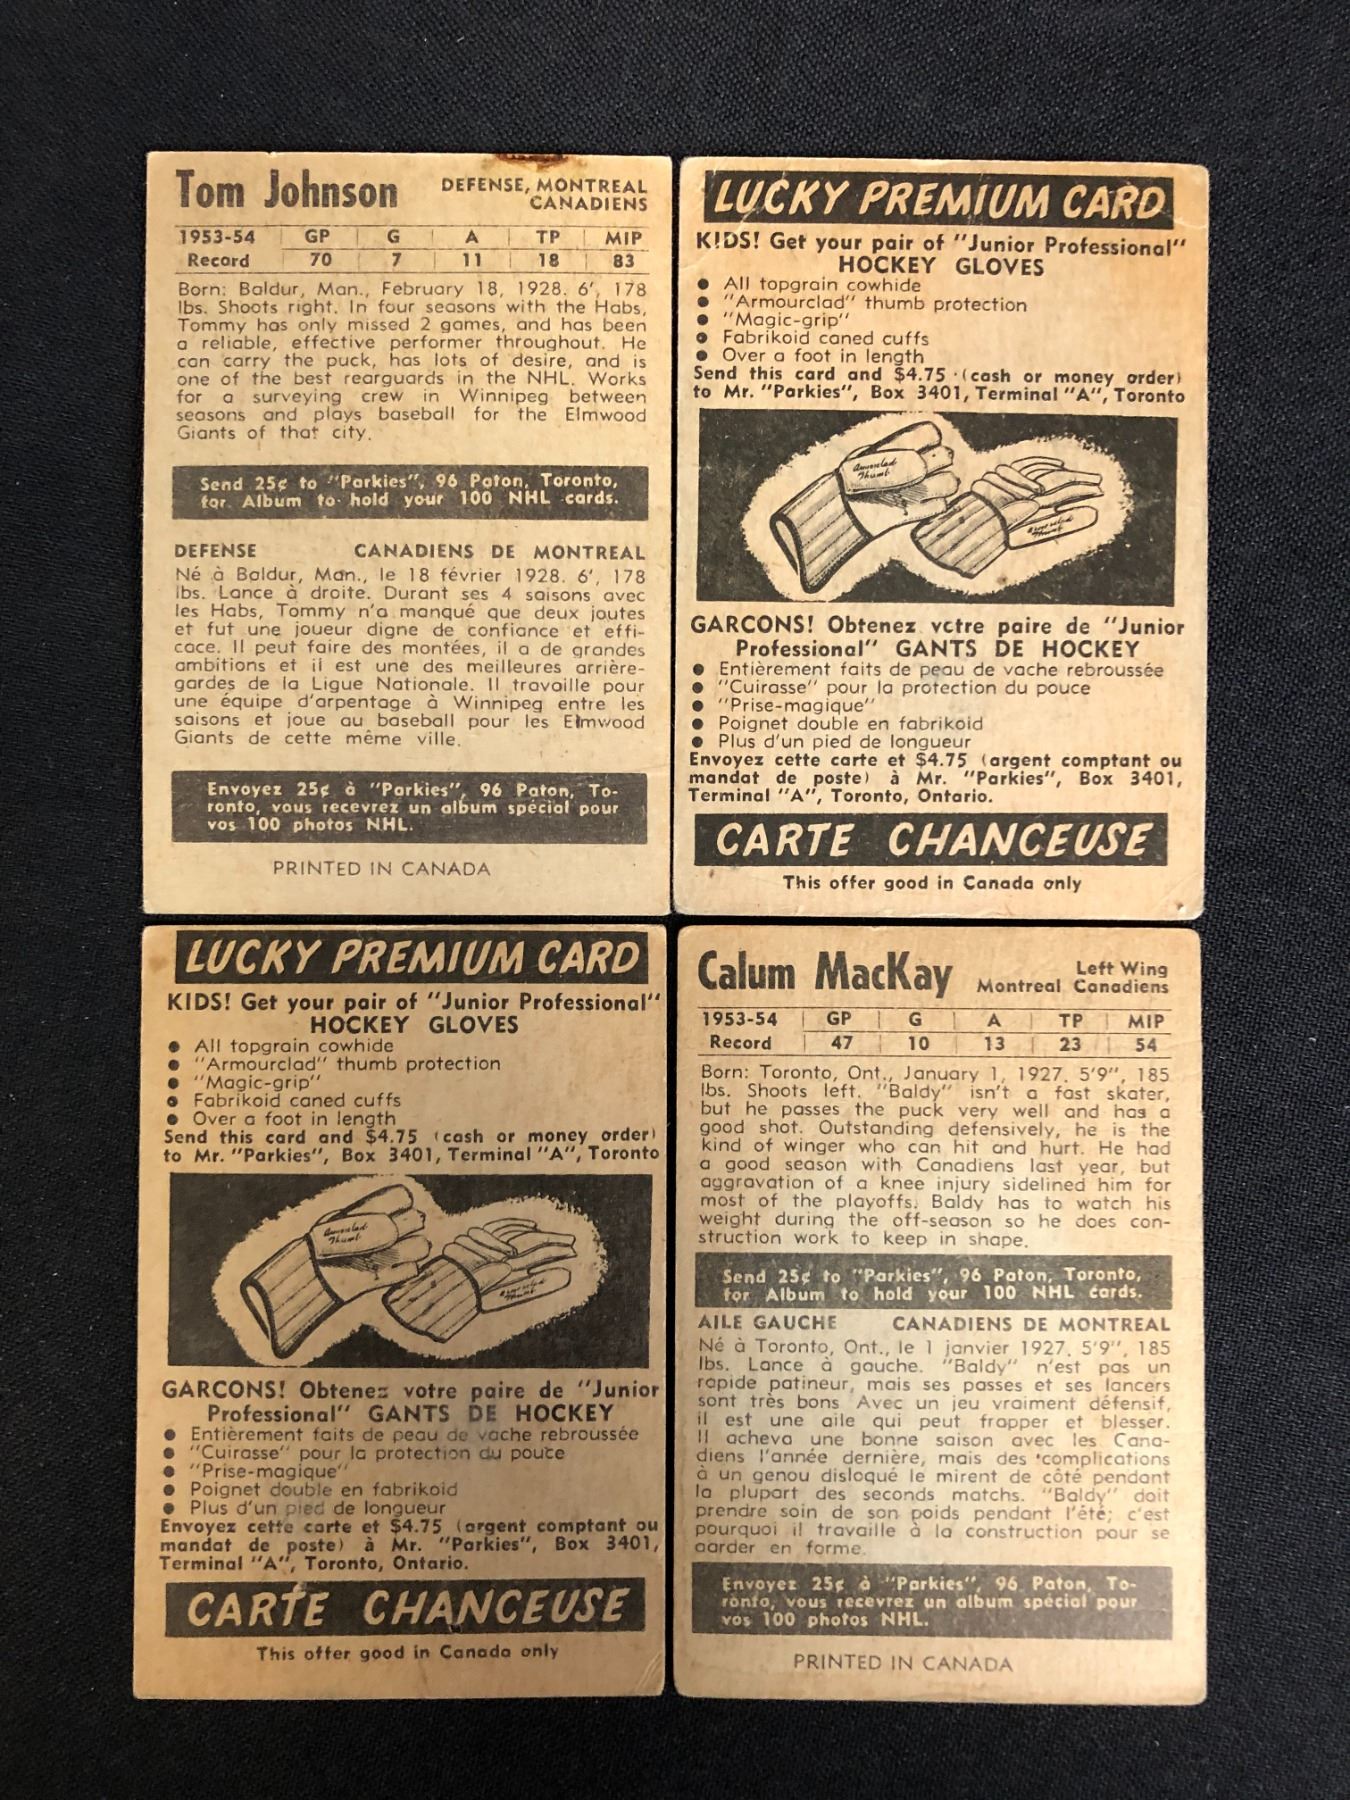 Tom Johnson DEFENSE, MONTREAL
CANADIENS
1953-54 GP G A TP MIP
Record 70 7 11 18 83
Born: Baldur, Man., February 18, 1928. 6', 178
lbs. Shoots right. In four seasons with the Habs,
Tommy has only missed 2 games, and has been
a reliable, effective performer throughout. He
can carry the puck, has lots of desire, and is
one of the best rearguards in the NHL. Works
for a surveying crew in Winnipeg between
seasons and plays baseball for the Elmwood
Giants of that city.
Send 25¢ to "Parkies", 96 Paton, Toronto,
for Album to hold your 100 NHL cards.
DEFENSE CANADIENS DE MONTREAL
Né à Baldur, Man., le 18 février 1928. 6', 178
lbs. Lance à droite. Durant ses 4 saisons avec
les Habs, Tommy n'a manqué que deux joutes
et fut une joueur digne de confiance et effi-
cace. Il peut faire des montées, il a de grandes
ambitions et il est une des meilleures arrière-
gardes de la Ligue Nationale. Il travaille pour
une équipe d'arpentage à Winnipeg entre les
saisons et joue au baseball pour les Elmwood
Giants de cette même ville.
Envoyez 25¢ à "Parkies", 96 Paton, To-
ronto, vous recevrez un album spécial pour
vos 100 photos NHL.
PRINTED IN CANADA
LUCKY PREMIUM CARD
KIDS! Get your pair of "Junior Professional"
HOCKEY GLOVES
● All topgrain cowhide
● "Armourclad" thumb protection
● "Magic-grip"
● Fabrikoid caned cuffs
● Over a foot in length
Send this card and $4.75 (cash or money order)
to Mr. "Parkies", Box 3401, Terminal "A", Toronto
Armorclad
Thumb
Armorclad
Thumb
GARCONS! Obtenez vctre paire de "Junior
Professional" GANTS DE HOCKEY
● Entièrement faits de peau de vache rebroussée
● "Cuirasse" pour la protection du pouce
● "Prise-magique"
● Poignet double en fabrikoid
● Plus d'un pied de longueur
Envoyez cette carte et $4.75 (argent comptant ou
mandat de poste) à Mr. "Parkies", Box 3401,
Terminal "A", Toronto, Ontario.
CARTE CHANCEUSE
This offer good in Canada only
LUCKY PREMIUM CARD
KIDS! Get your pair of "Junior Professional"
HOCKEY GLOVES
● All topgrain cowhide
● "Armourclad" thumb protection
● "Magic-grip"
● Fabrikoid caned cuffs
● Over a foot in length
Send this card and $4.75 (cash or money order)
to Mr. "Parkies", Box 3401, Terminal "A", Toronto
Armorclad
Thumb
Armorclad
Thumb
GARCONS! Obtenez votre paire de "Junior
Professional" GANTS DE HOCKEY
● Entièrement faits de peau de vache rebroussée
● "Cuirasse" pour la protection du pouce
● "Prise-magique"
● Poignet double en fabrikoid
● Plus d'un pied de longueur
Envoyez cette carte et $4.75 (argent comptant ou
mandat de poste) à Mr. "Parkies", Box 3401,
Terminal "A", Toronto, Ontario.
CARTE CHANCEUSE
This offer good in Canada only
Calum MacKay Left Wing
Montreal Canadiens
1953-54 GP G A TP MIP
Record 47 10 13 23 54
Born: Toronto, Ont., January 1, 1927. 5'9", 185
lbs. Shoots left. "Baldy" isn't a fast skater,
but he passes the puck very well and has a
good shot. Outstanding defensively, he is the
kind of winger who can hit and hurt. He had
a good season with Canadiens last year, but
aggravation of a knee injury sidelined him for
most of the playoffs. Baldy has to watch his
weight during the off-season so he does con-
struction work to keep in shape.
Send 25¢ to "Parkies", 96 Paton, Toronto,
for Album to hold your 100 NHL cards.
AILE GAUCHE CANADIENS DE MONTREAL
Né à Toronto, Ont., le 1 janvier 1927. 5'9", 185
lbs. Lance à gauche. "Baldy" n'est pas un
rapide patineur, mais ses passes et ses lancers
sont très bons Avec un jeu vraiment défensif,
il est une aile qui peut frapper et blesser.
Il acheva une bonne saison avec les Cana-
diens l'année dernière, mais des complications
à un genou disloqué le mirent de côté pendant
la plupart des seconds matchs. "Baldy" doit
prendre soin de son poids pendant l'été; c'est
pourquoi il travaille à la construction pour se
garder en forme.
Envoyez 25¢ à "Parkies", 96 Paton, To-
ronto, vous recevrez un album spécial pour
vos 100 photos NHL.
PRINTED IN CANADA